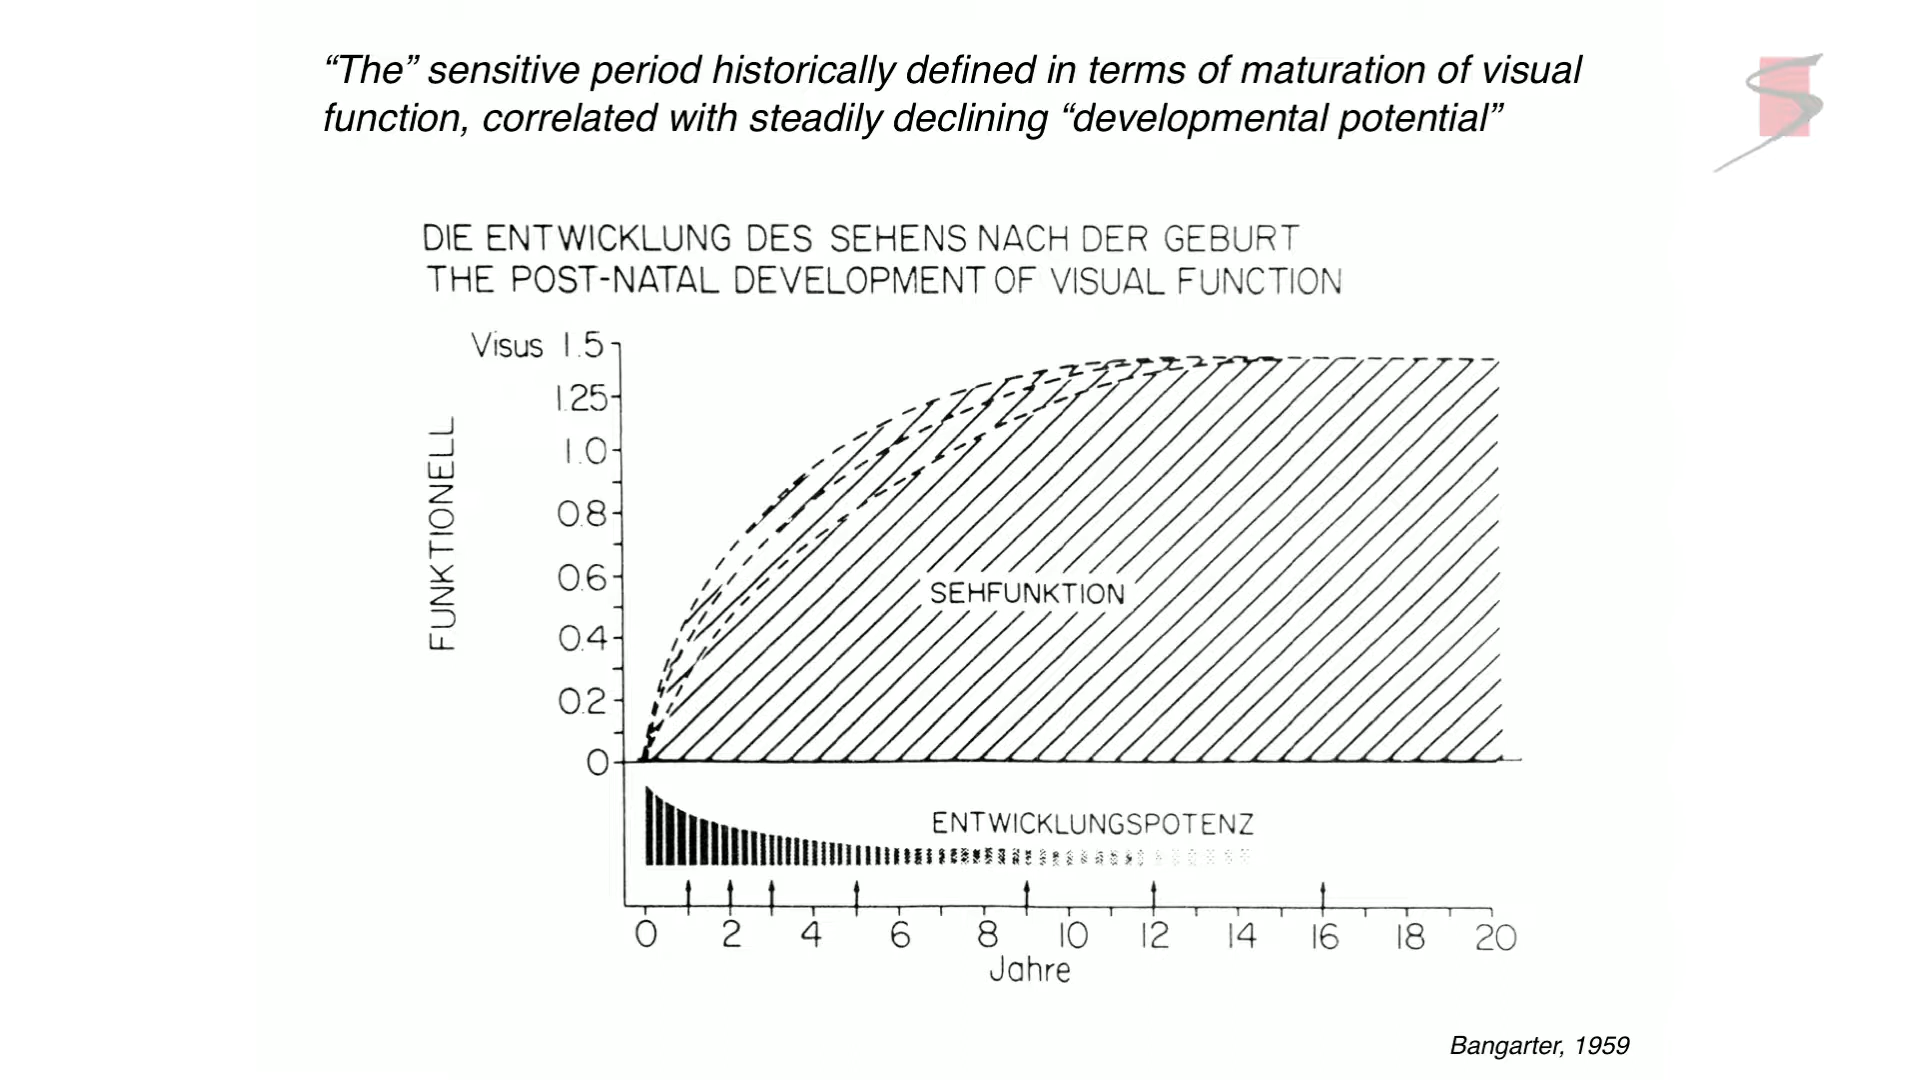 “The” sensitive period historically defined in terms of maturation of visual
function, correlated with steadily declining “developmental potential”
DIE ENTWICKLUNG DES SEHENS NACH DER GEBURT
THE POST-NATAL DEVELOPMENT OF VISUAL FUNCTION
Visus 1.5
1.25
1.0
0.8
0.6
0.4
0.2
0
FUNKTIONELL
SEHFUNKTION
ENTWICKLUNGSPOTENZ
0 2 4 6 8 10 12 14 16 18 20
Jahre
Bangarter, 1959